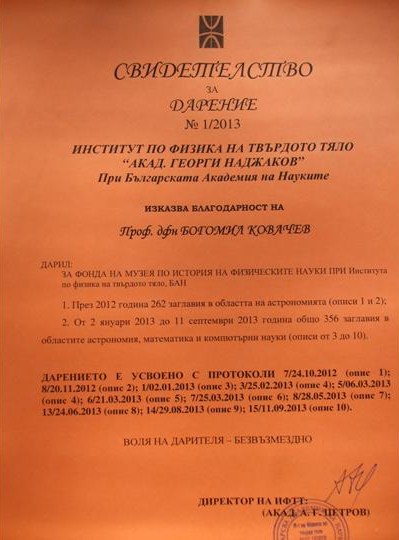 СВИДЕТЕЛСТВО
ЗА
ДАРЕНИЕ
№ 1/2013
ИНСТИТУТ ПО ФИЗИКА НА ТВЪРДОТО ТЯЛО
“АКАД. ГЕОРГИ НАДЖАКОВ”
При Българската Академия на Науките
ИЗКАЗВА БЛАГОДАРНОСТ НА
Проф. дфн БОГОМИЛ КОВАЧЕВ
ДАРИЛ:
ЗА ФОНДА НА МУЗЕЯ ПО ИСТОРИЯ НА ФИЗИЧЕСКИТЕ НАУКИ ПРИ Института
по физика на твърдото тяло, БАН
1. През 2012 година 262 заглавия в областта на астрономията (описи 1 и 2);
2. От 2 януари 2013 до 11 септември 2013 година общо 356 заглавия в
областите астрономия, математика и компютърни науки (описи от 3 до 10).
ДАРЕНИЕТО Е УСВОЕНО С ПРОТОКОЛИ 7/24.10.2012 (опис 1);
8/20.11.2012 (опис 2); 1/02.01.2013 (опис 3); 3/25.02.2013 (опис 4); 5/06.03.2013
(опис 4); 6/21.03.2013 (опис 5); 7/25.03.2013 (опис 6); 8/28.05.2013 (опис 7);
13/24.06.2013 (опис 8); 14/29.08.2013 (опис 9); 15/11.09.2013 (опис 10).
ВОЛЯ НА ДАРИТЕЛЯ – БЕЗВЪЗМЕЗДНО
ДИРЕКТОР НА ИФТТ:
(АКАД. А. Г. ПЕТРОВ)